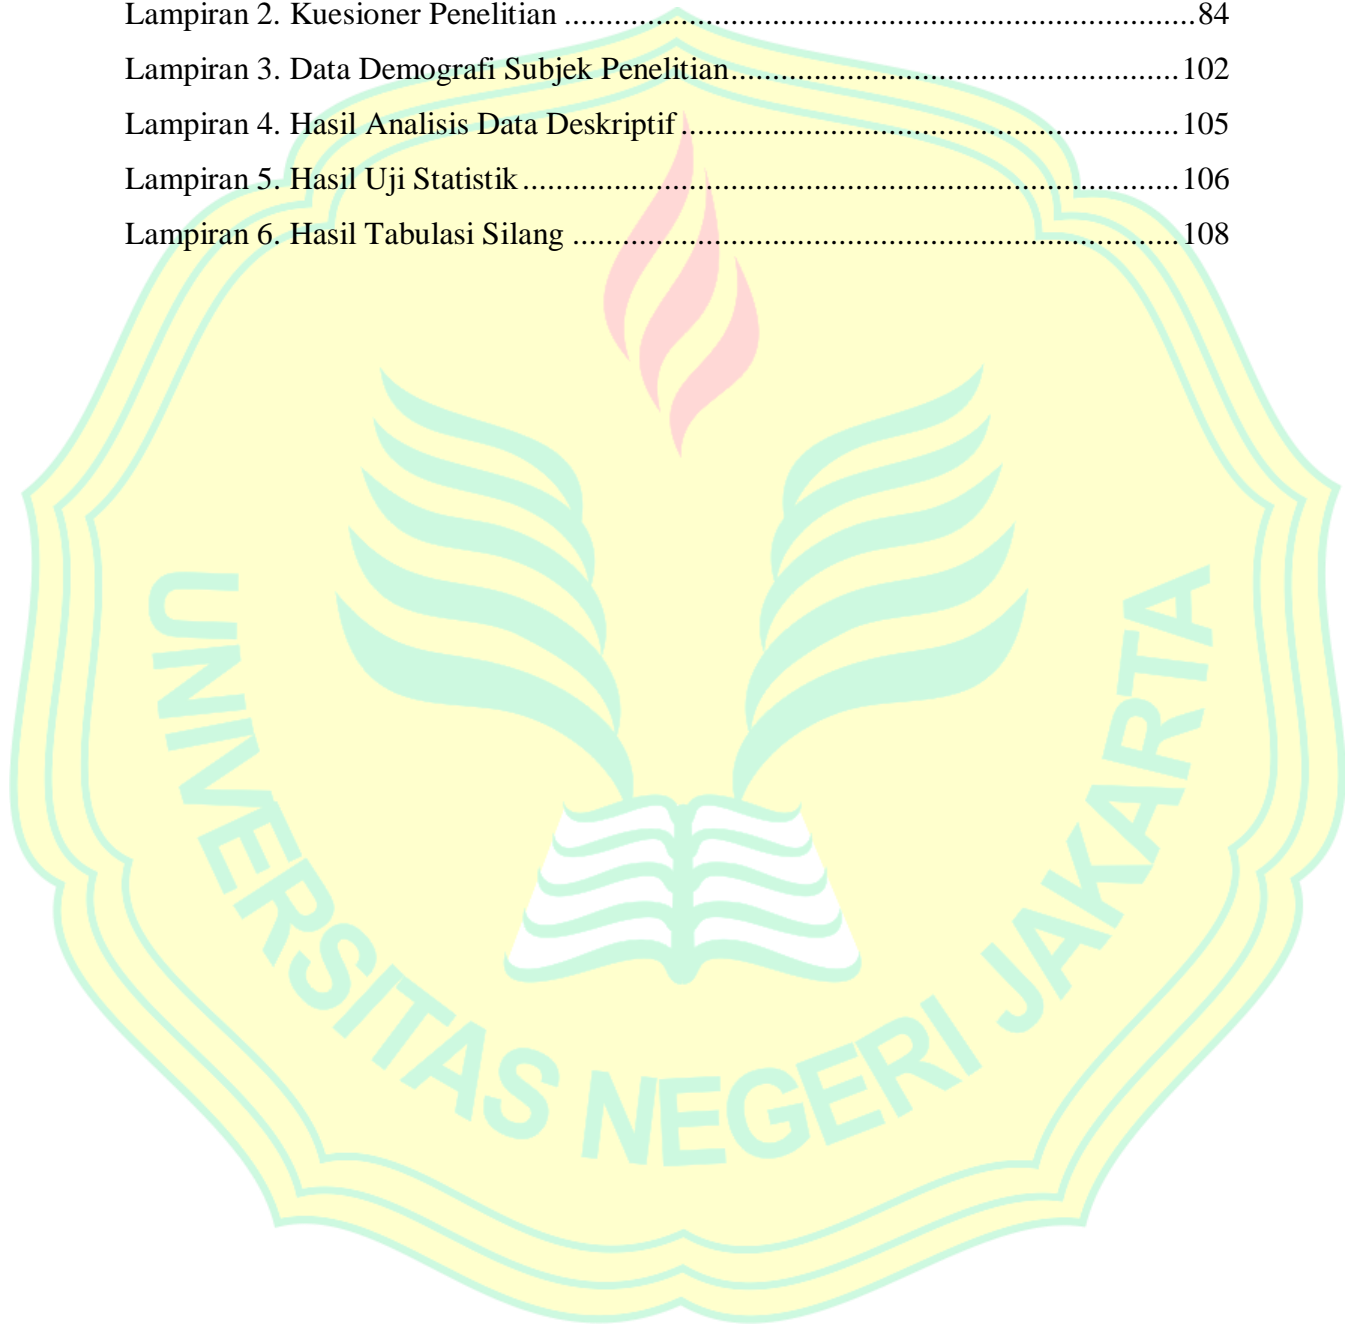 Lampiran 2. Kuesioner Penelitian ............................................................................84
Lampiran 3. Data Demografi Subjek Penelitian......................................................102
Lampiran 4. Hasil Analisis Data Deskriptif............................................................105
Lampiran 5. Hasil Uji Statistik................................................................................106
Lampiran 6. Hasil Tabulasi Silang ..........................................................................108
UNIVERSITAS NEGERI JAKARTA